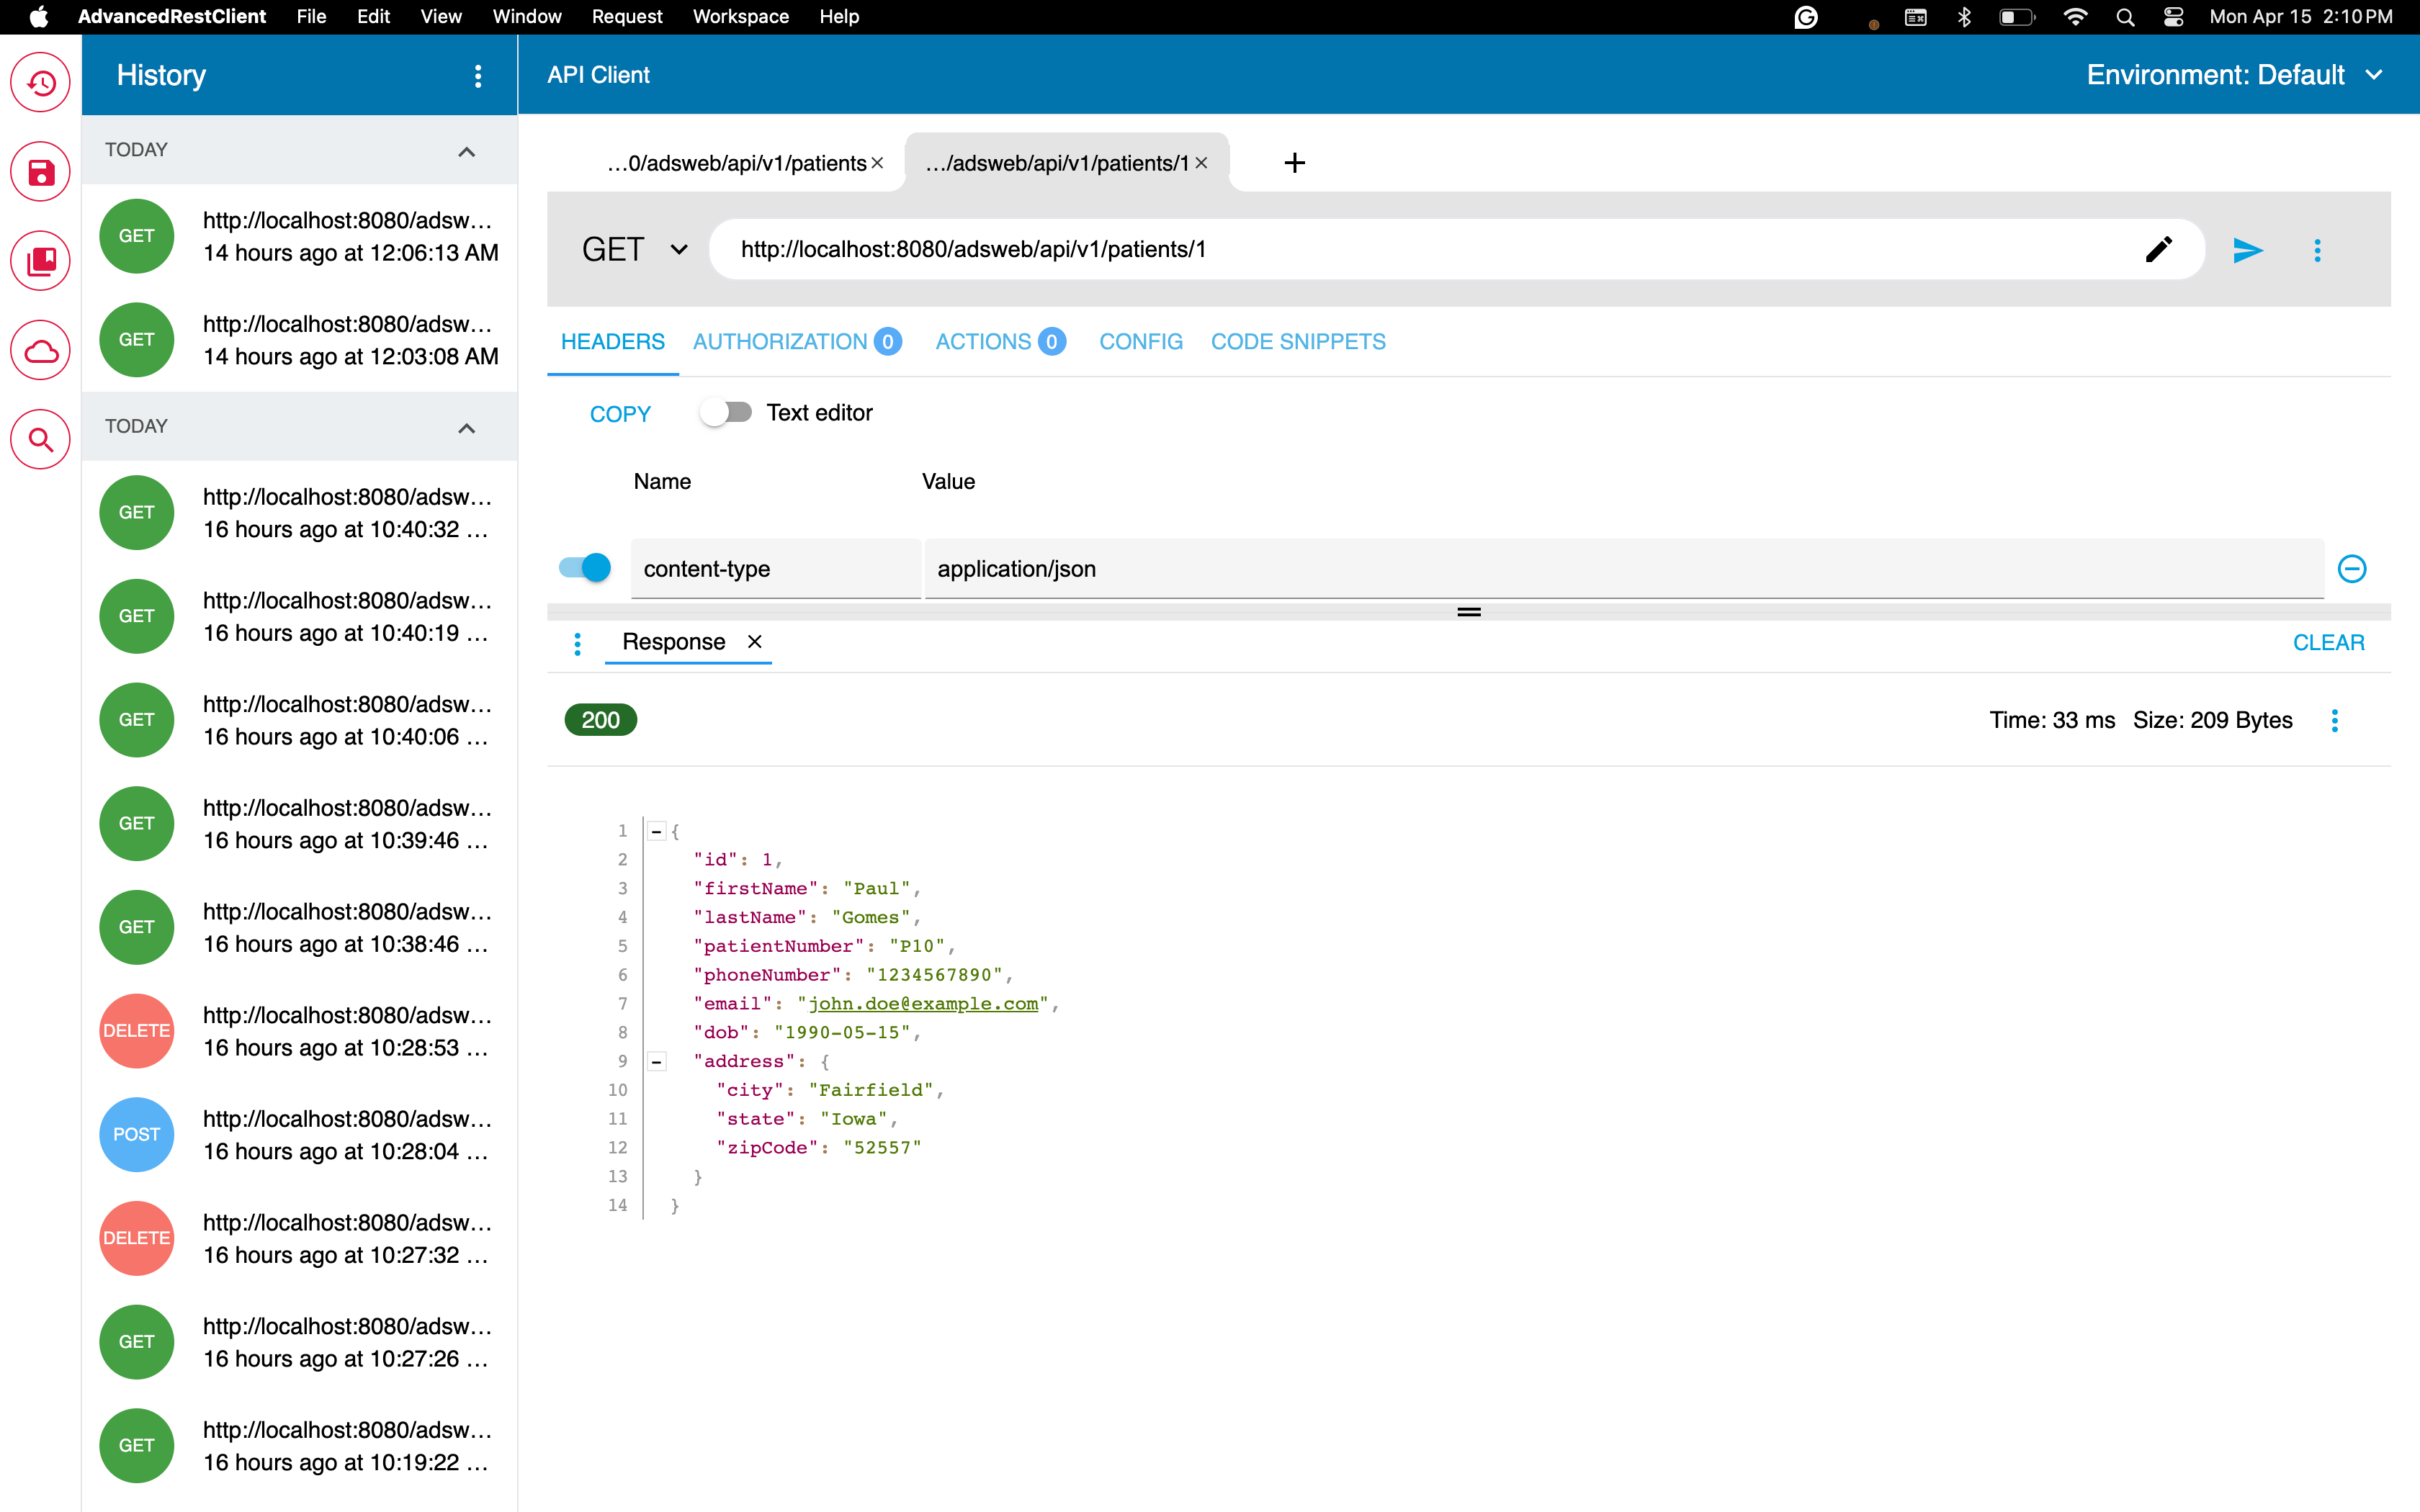 AdvancedRestClient File Edit View Window Request Workspace Help Mon Apr 15 2:10 PM
History
API Client
Environment: Default
TODAY
GET
http://localhost:8080/adsw...
14 hours ago at 12:06:13 AM
GET
http://localhost:8080/adsw...
14 hours ago at 12:03:08 AM
TODAY
GET
http://localhost:8080/adsw...
16 hours ago at 10:40:32 ...
GET
http://localhost:8080/adsw...
16 hours ago at 10:40:19 ...
GET
http://localhost:8080/adsw...
16 hours ago at 10:40:06 ...
GET
http://localhost:8080/adsw...
16 hours ago at 10:39:46 ...
GET
http://localhost:8080/adsw...
16 hours ago at 10:38:46 ...
DELETE
http://localhost:8080/adsw...
16 hours ago at 10:28:53 ...
POST
http://localhost:8080/adsw...
16 hours ago at 10:28:04 ...
DELETE
http://localhost:8080/adsw...
16 hours ago at 10:27:32 ...
GET
http://localhost:8080/adsw...
16 hours ago at 10:27:26 ...
GET
http://localhost:8080/adsw...
16 hours ago at 10:19:22 ...
...0/adsweb/api/v1/patients × .../adsweb/api/v1/patients/1 × +
GET http://localhost:8080/adsweb/api/v1/patients/1
HEADERS AUTHORIZATION 0 ACTIONS 0 CONFIG CODE SNIPPETS
COPY Text editor
Name Value
content-type application/json
Response × CLEAR
200 Time: 33 ms Size: 209 Bytes
1 {
2 "id": 1,
3 "firstName": "Paul",
4 "lastName": "Gomes",
5 "patientNumber": "P10",
6 "phoneNumber": "1234567890",
7 "email": "john.doe@example.com",
8 "dob": "1990-05-15",
9 "address": {
10 "city": "Fairfield",
11 "state": "Iowa",
12 "zipCode": "52557"
13 }
14 }